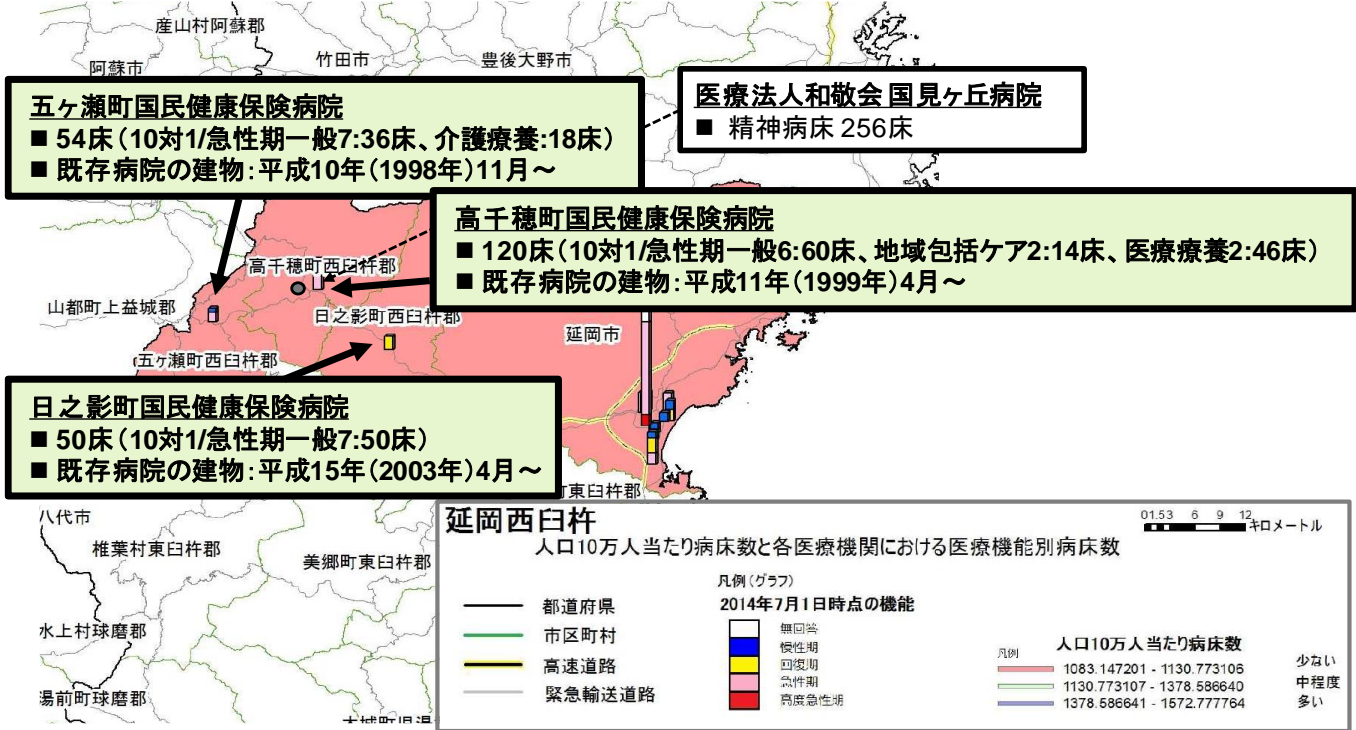 産山村阿蘇郡
竹田市
豊後大野市
阿蘇市
五ヶ瀬町国民健康保険病院
■ 54床（10対1/急性期一般7:36床、介護療養:18床）
■ 既存病院の建物:平成10年（1998年）11月～
医療法人和敬会 国見ヶ丘病院
■ 精神病床 256床
高千穂町国民健康保険病院
■ 120床（10対1/急性期一般6:60床、地域包括ケア2:14床、医療療養2:46床）
■ 既存病院の建物:平成11年（1999年）4月～
高千穂町西臼杵郡
山都町上益城郡
日之影町西臼杵郡
延岡市
五ヶ瀬町西臼杵郡
日之影町国民健康保険病院
■ 50床（10対1/急性期一般7:50床）
■ 既存病院の建物:平成15年（2003年）4月～
町東臼杵郡
八代市
椎葉村東臼杵郡
美郷町東臼杵郡
水上村球磨郡
湯前町球磨郡
延岡西臼杵
01.53 6 9 12
キロメートル
人口10万人当たり病床数と各医療機関における医療機能別病床数
都道府県
市区町村
高速道路
緊急輸送道路
凡例（グラフ）
2014年7月1日時点の機能
無回答
慢性期
回復期
急性期
高度急性期
凡例
人口10万人当たり病床数
1083.147201 - 1130.773106 少ない
1130.773107 - 1378.586640 中程度
1378.586641 - 1572.777764 多い